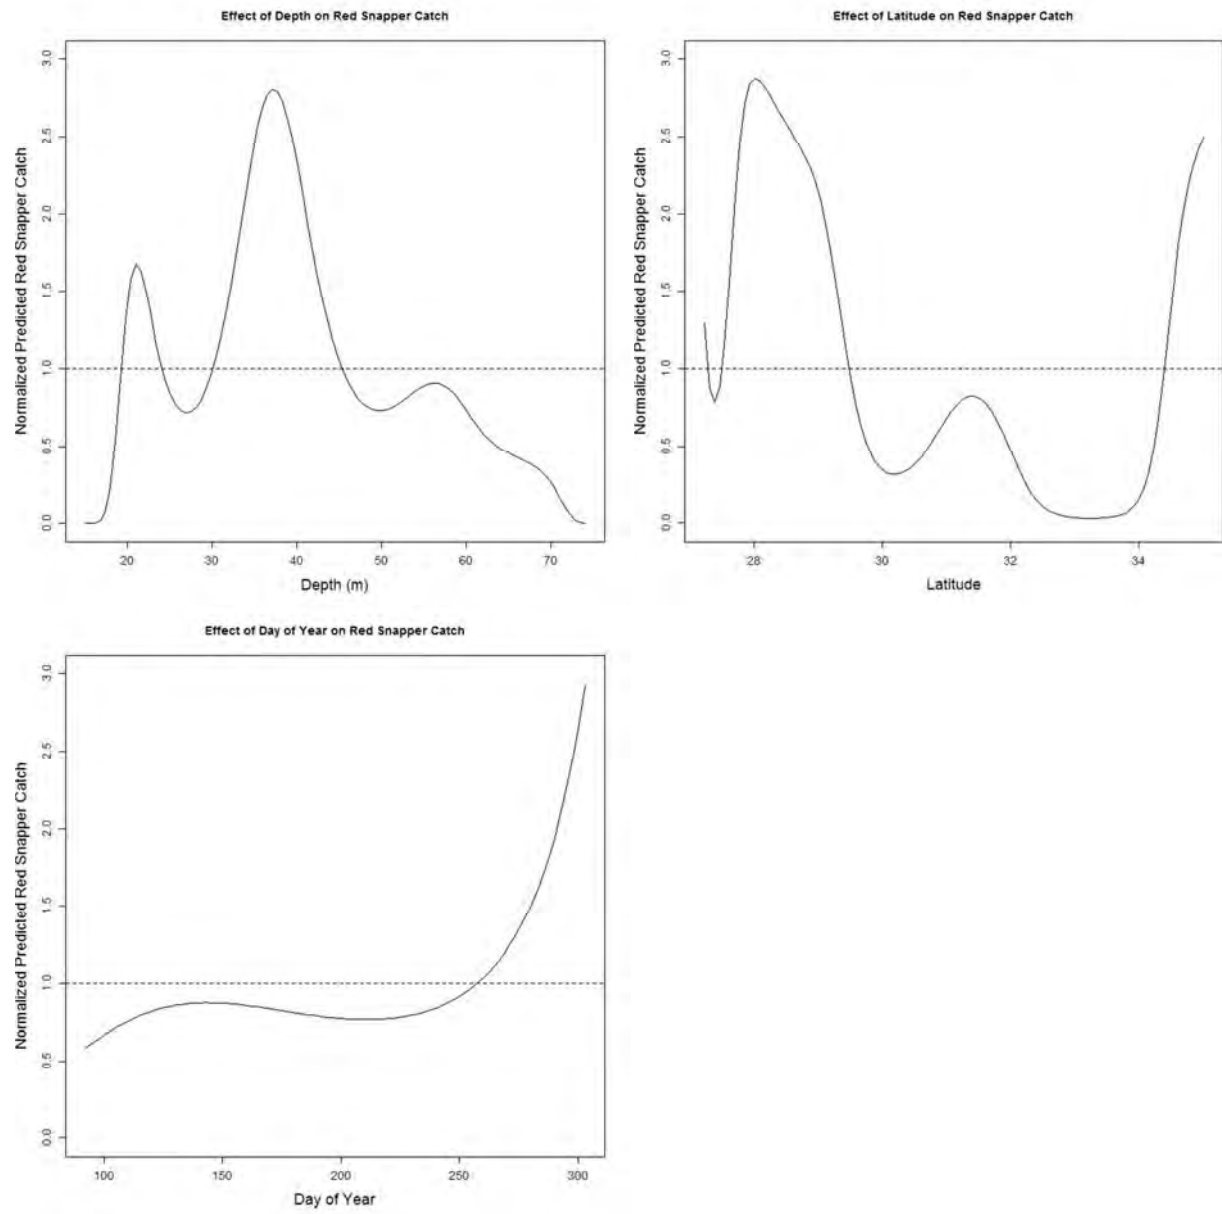 Effect of Depth on Red Snapper Catch
Normalized Predicted Red Snapper Catch
3.0
2.5
2.0
1.5
1.0
0.5
0.0
20 30 40 50 60 70
Depth (m)
Effect of Latitude on Red Snapper Catch
Normalized Predicted Red Snapper Catch
3.0
2.5
2.0
1.5
1.0
0.5
0.0
28 30 32 34
Latitude
Effect of Day of Year on Red Snapper Catch
Normalized Predicted Red Snapper Catch
3.0
2.5
2.0
1.5
1.0
0.5
0.0
100 150 200 250 300
Day of Year